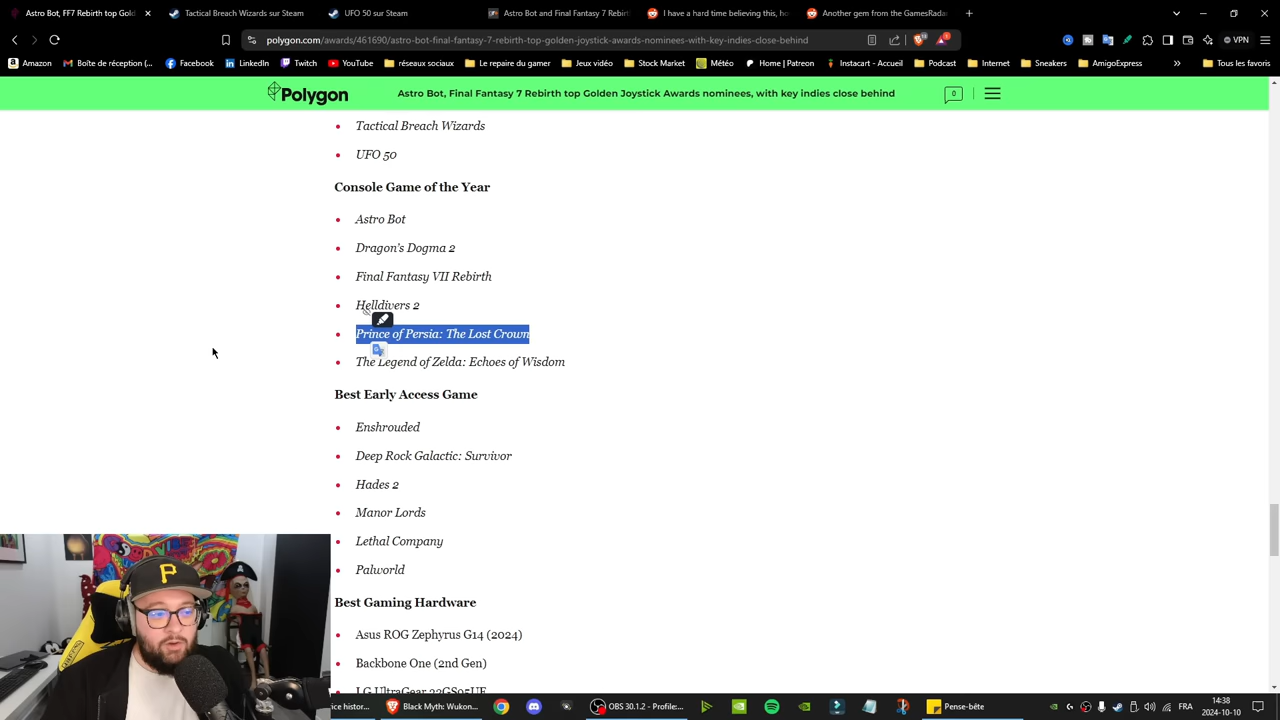 Astro Bot, FF7 Rebirth top Gold
Tactical Breach Wizards sur Steam
UFO 50 sur Steam
Astro Bot and Final Fantasy 7 Rebirt
I have a hard time believing this, ho
Another gem from the GamesRadar
polygon.com/awards/461690/astro-bot-final-fantasy-7-rebirth-top-golden-joystick-awards-nominees-with-key-indies-close-behind
VPN
Amazon
Boîte de réception (...
Facebook
LinkedIn
Twitch
YouTube
réseaux sociaux
Le repaire du gamer
Jeux vidéo
Stock Market
Météo
Home | Patreon
Instacart - Accueil
Podcast
Internet
Sneakers
AmigoExpress
Tous les favoris
Polygon
Astro Bot, Final Fantasy 7 Rebirth top Golden Joystick Awards nominees, with key indies close behind
0
Tactical Breach Wizards
UFO 50
Console Game of the Year
Astro Bot
Dragon's Dogma 2
Final Fantasy VII Rebirth
Helldivers 2
Prince of Persia: The Lost Crown
The Legend of Zelda: Echoes of Wisdom
Best Early Access Game
Enshrouded
Deep Rock Galactic: Survivor
Hades 2
Manor Lords
Lethal Company
Palworld
Best Gaming Hardware
Asus ROG Zephyrus G14 (2024)
Backbone One (2nd Gen)
LG UltraGear 32GS95UE
P
rice histor...
Black Myth: Wukon...
OBS 30.1.2 - Profile:...
Pense-bête
FRA
14:38
2024-10-10